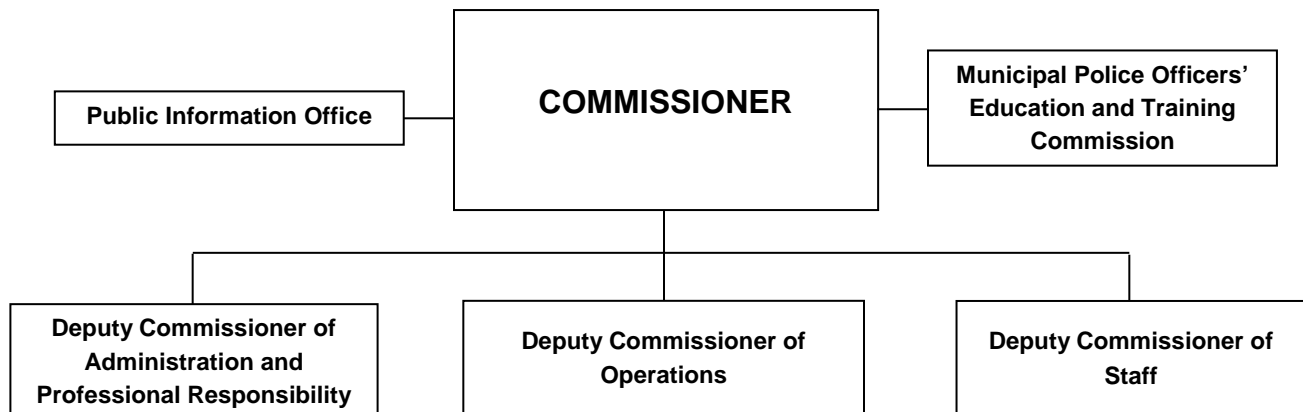 Public Information Office
COMMISSIONER
Municipal Police Officers’
Education and Training
Commission
Deputy Commissioner of
Administration and
Professional Responsibility
Deputy Commissioner of
Operations
Deputy Commissioner of
Staff